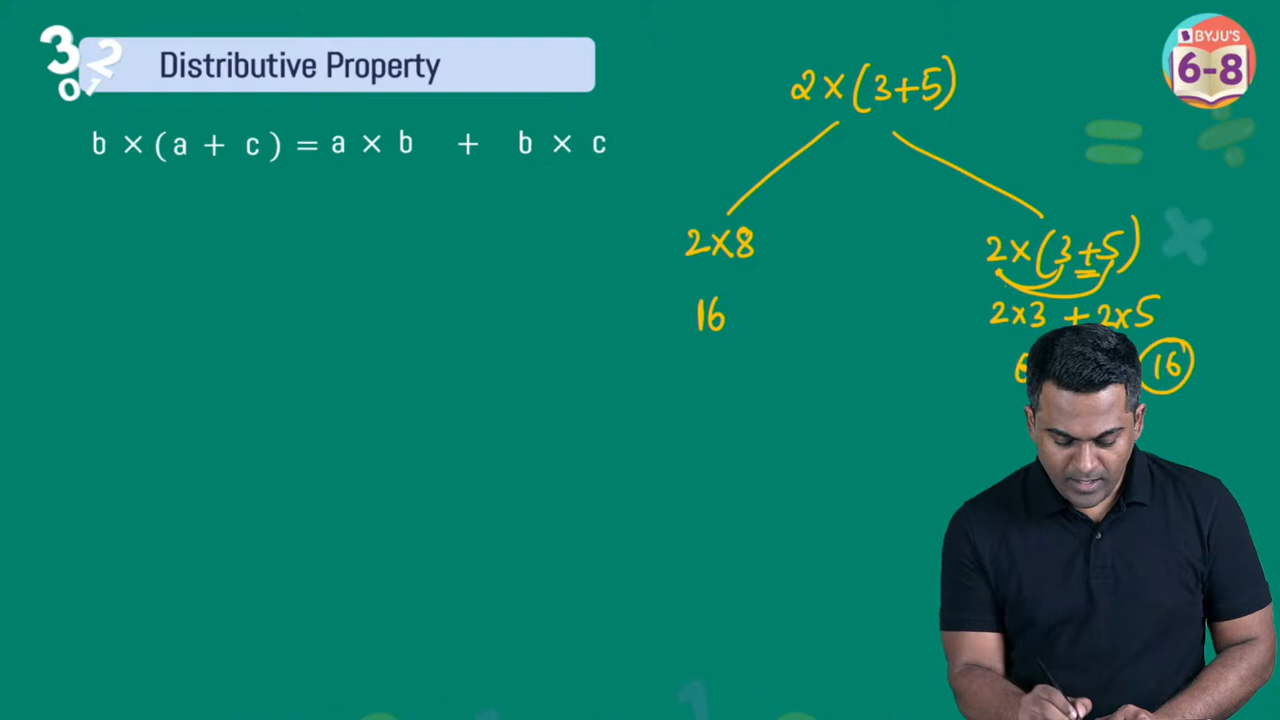 Distributive Property
BYJU'S
6-8
b × (a + c) = a × b + b × c
2×(3+5)
2×8
2×(3+5)
16
2×3 + 2×5
16